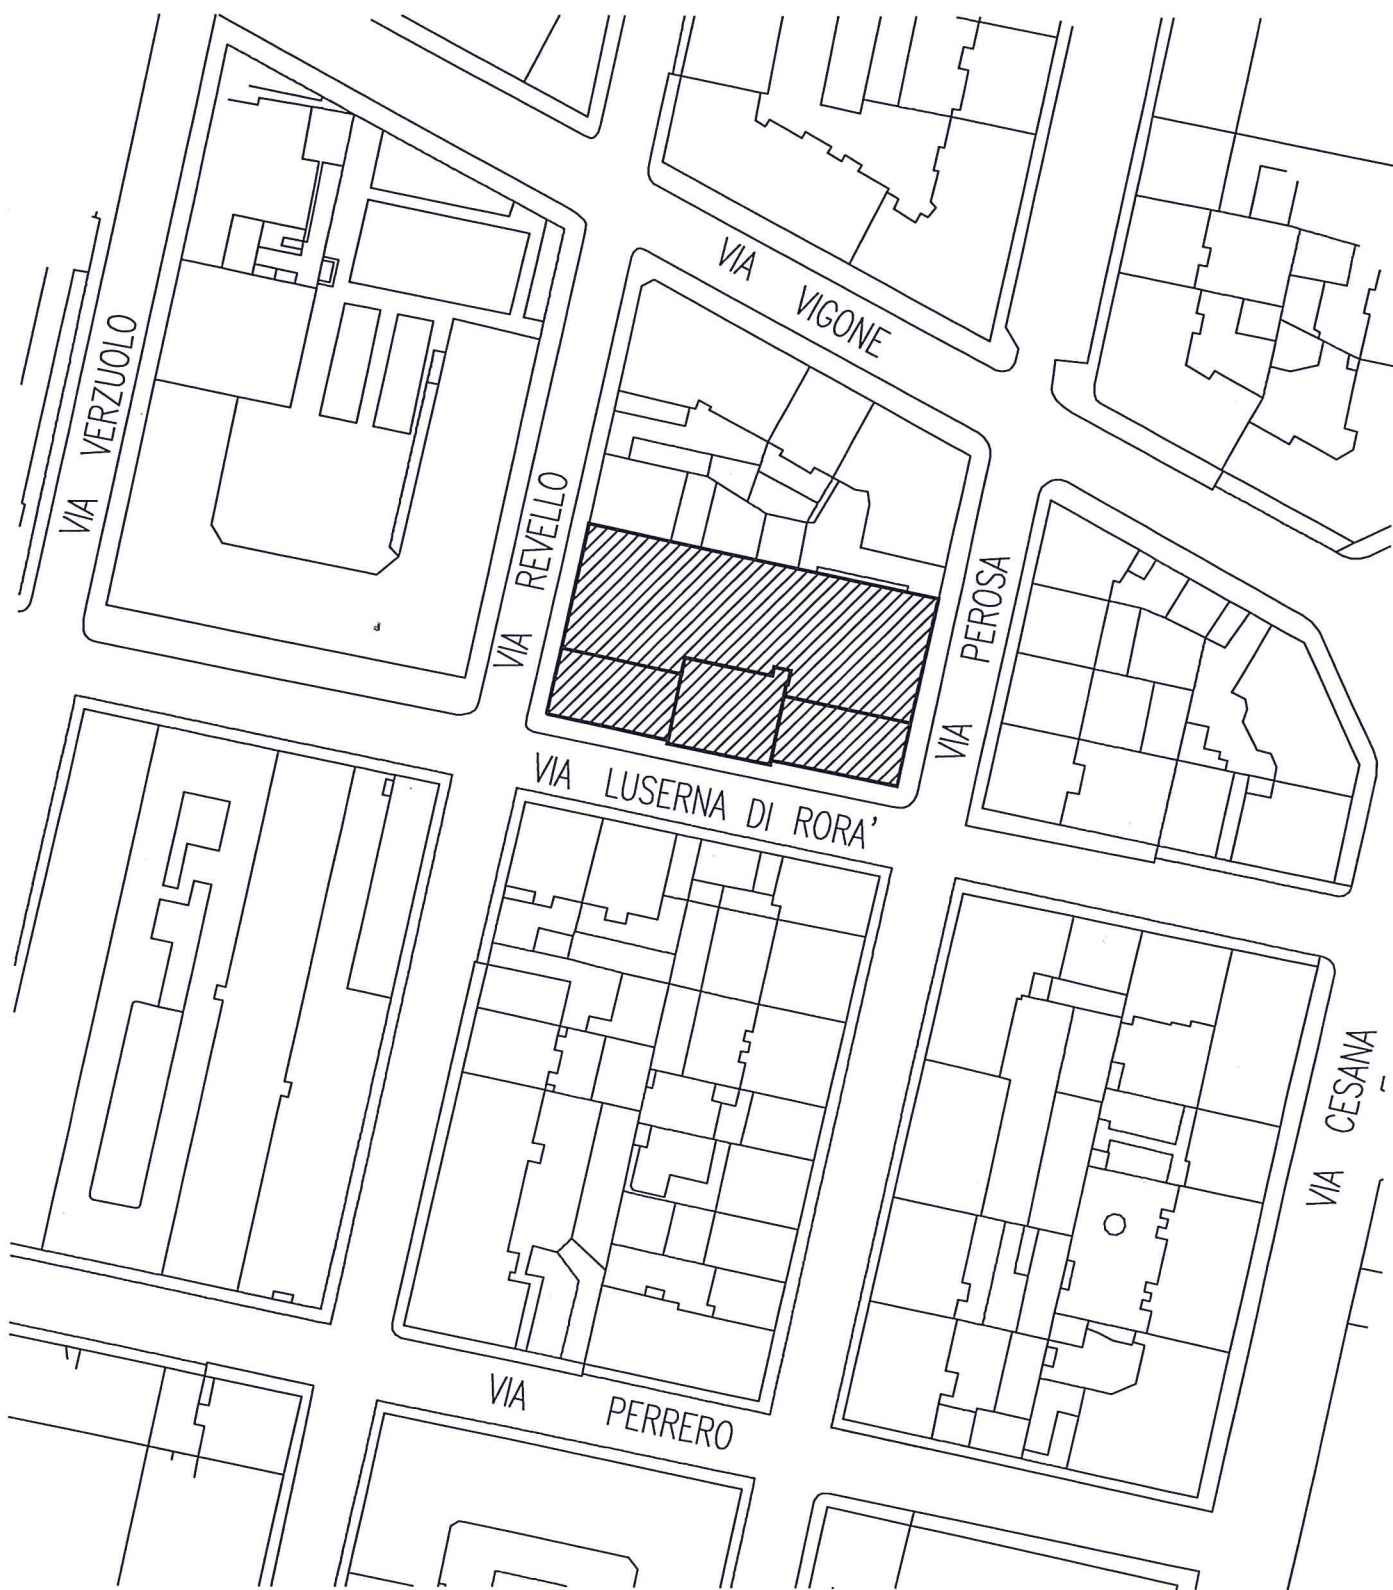 VIA VIGONE
VIA VERZUOLO
VIA REVELLO
VIA PEROSA
VIA LUSERNA DI RORA'
VIA CESANA
VIA PERRERO